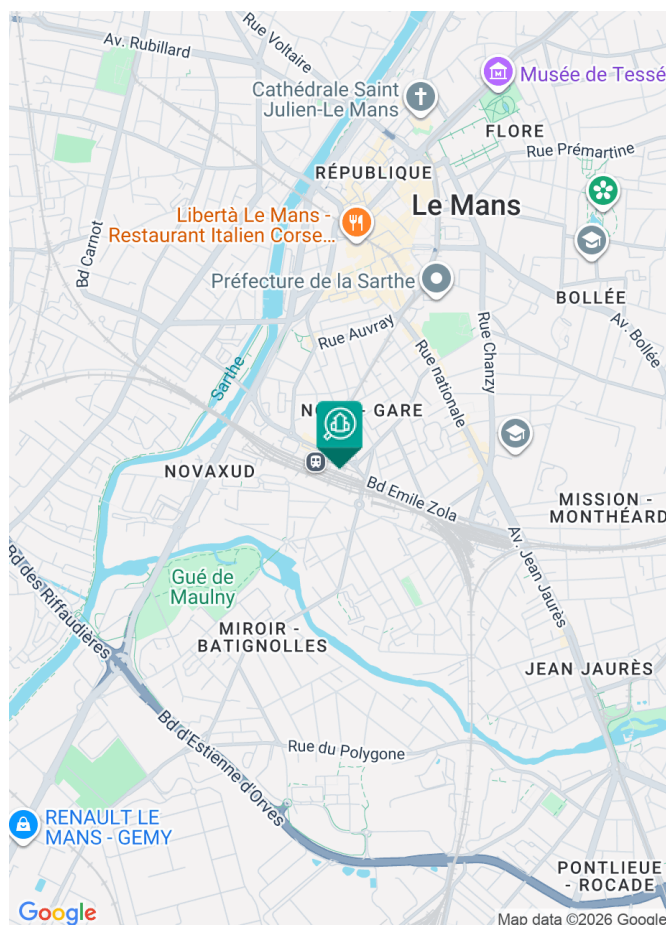 Rue Voltaire
Av. Rubillard
Musée de Tessé
Cathédrale Saint
Julien-Le Mans
FLORE
Rue Prémartine
RÉPUBLIQUE
Le Mans
Libertà Le Mans -
Restaurant Italien Corse...
Bd Carnot
Préfecture de la Sarthe
BOLLÉE
Av. Bollée
Rue Auvray
Rue nationale
Rue Chanzy
Sarthe
GARE
NOVAXUD
Bd Emile Zola
MISSION -
MONTHÉARD
Av. Jean Jaurès
Bd des Riffaudières
Gué de
Maulny
MIROIR -
BATIGNOLLES
JEAN JAURÈS
Bd d'Estienne d'Orves
Rue du Polygone
RENAULT LE
MANS - GEMY
PONTLIEUE
- ROCADE
Google
Map data ©2026 Google